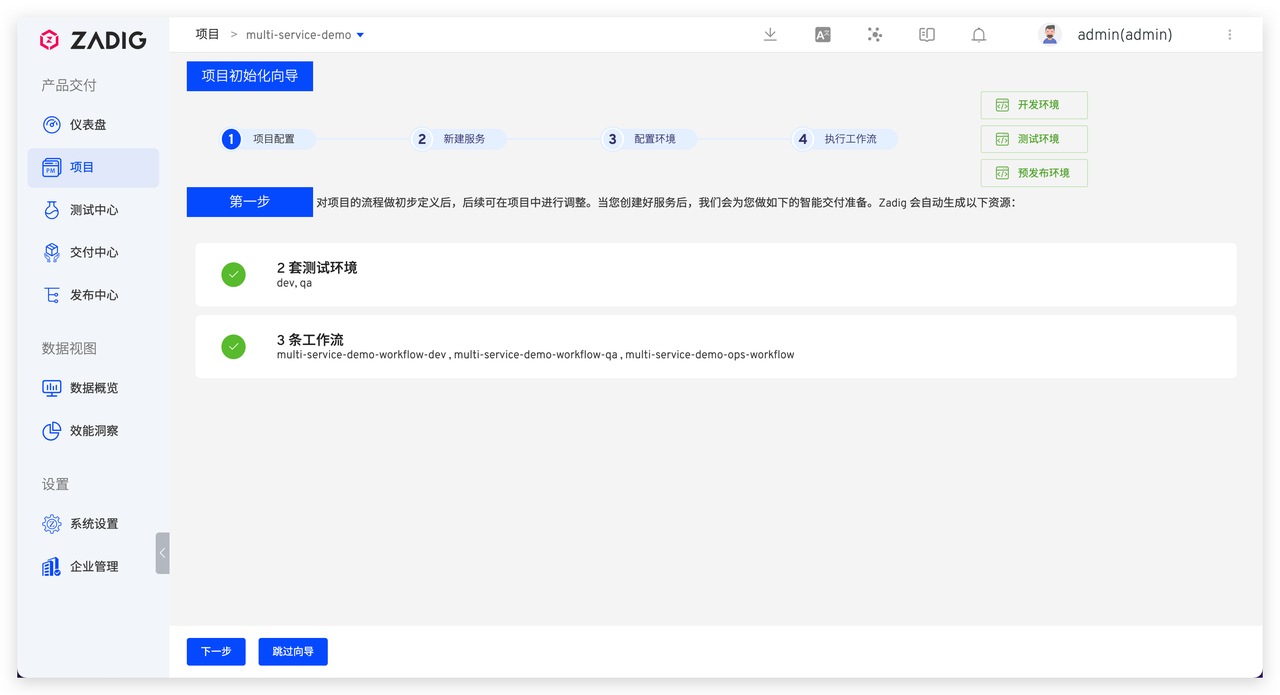 ZADIG
项目 > multi-service-demo
admin(admin)
产品交付
仪表盘
项目
测试中心
交付中心
发布中心
数据视图
数据概览
效能洞察
设置
系统设置
企业管理
项目初始化向导
1 项目配置
2 新建服务
3 配置环境
4 执行工作流
开发环境
测试环境
预发布环境
第一步 对项目的流程做初步定义后，后续可在项目中进行调整。当您创建好服务后，我们会为您做如下的智能交付准备。Zadig 会自动生成以下资源：
2 套测试环境
dev, qa
3 条工作流
multi-service-demo-workflow-dev , multi-service-demo-workflow-qa , multi-service-demo-ops-workflow
下一步
跳过向导